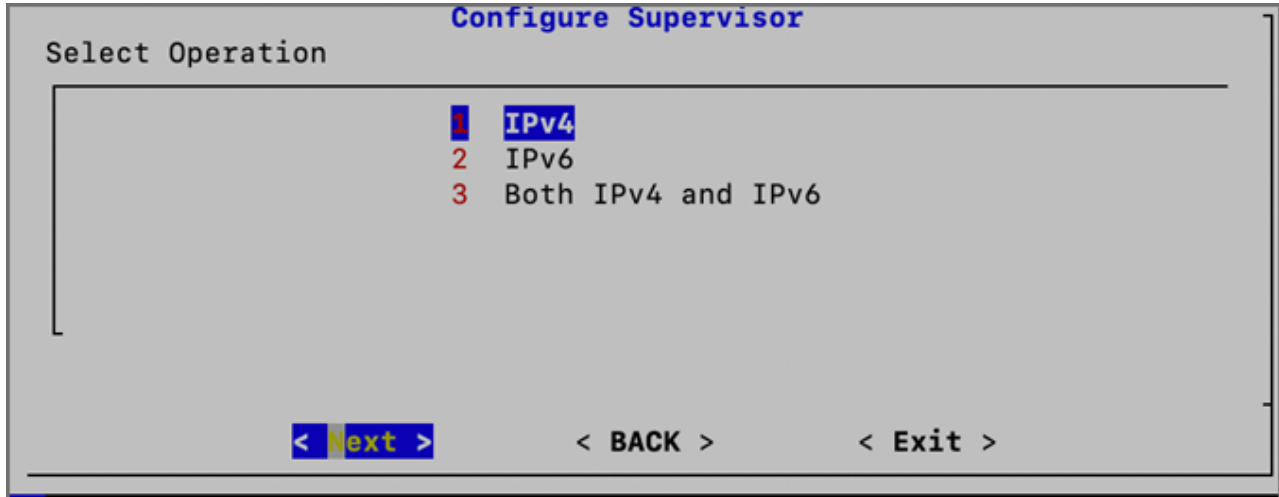 Configure Supervisor
Select Operation
1 IPv4
2 IPv6
3 Both IPv4 and IPv6
< Next > < BACK > < Exit >